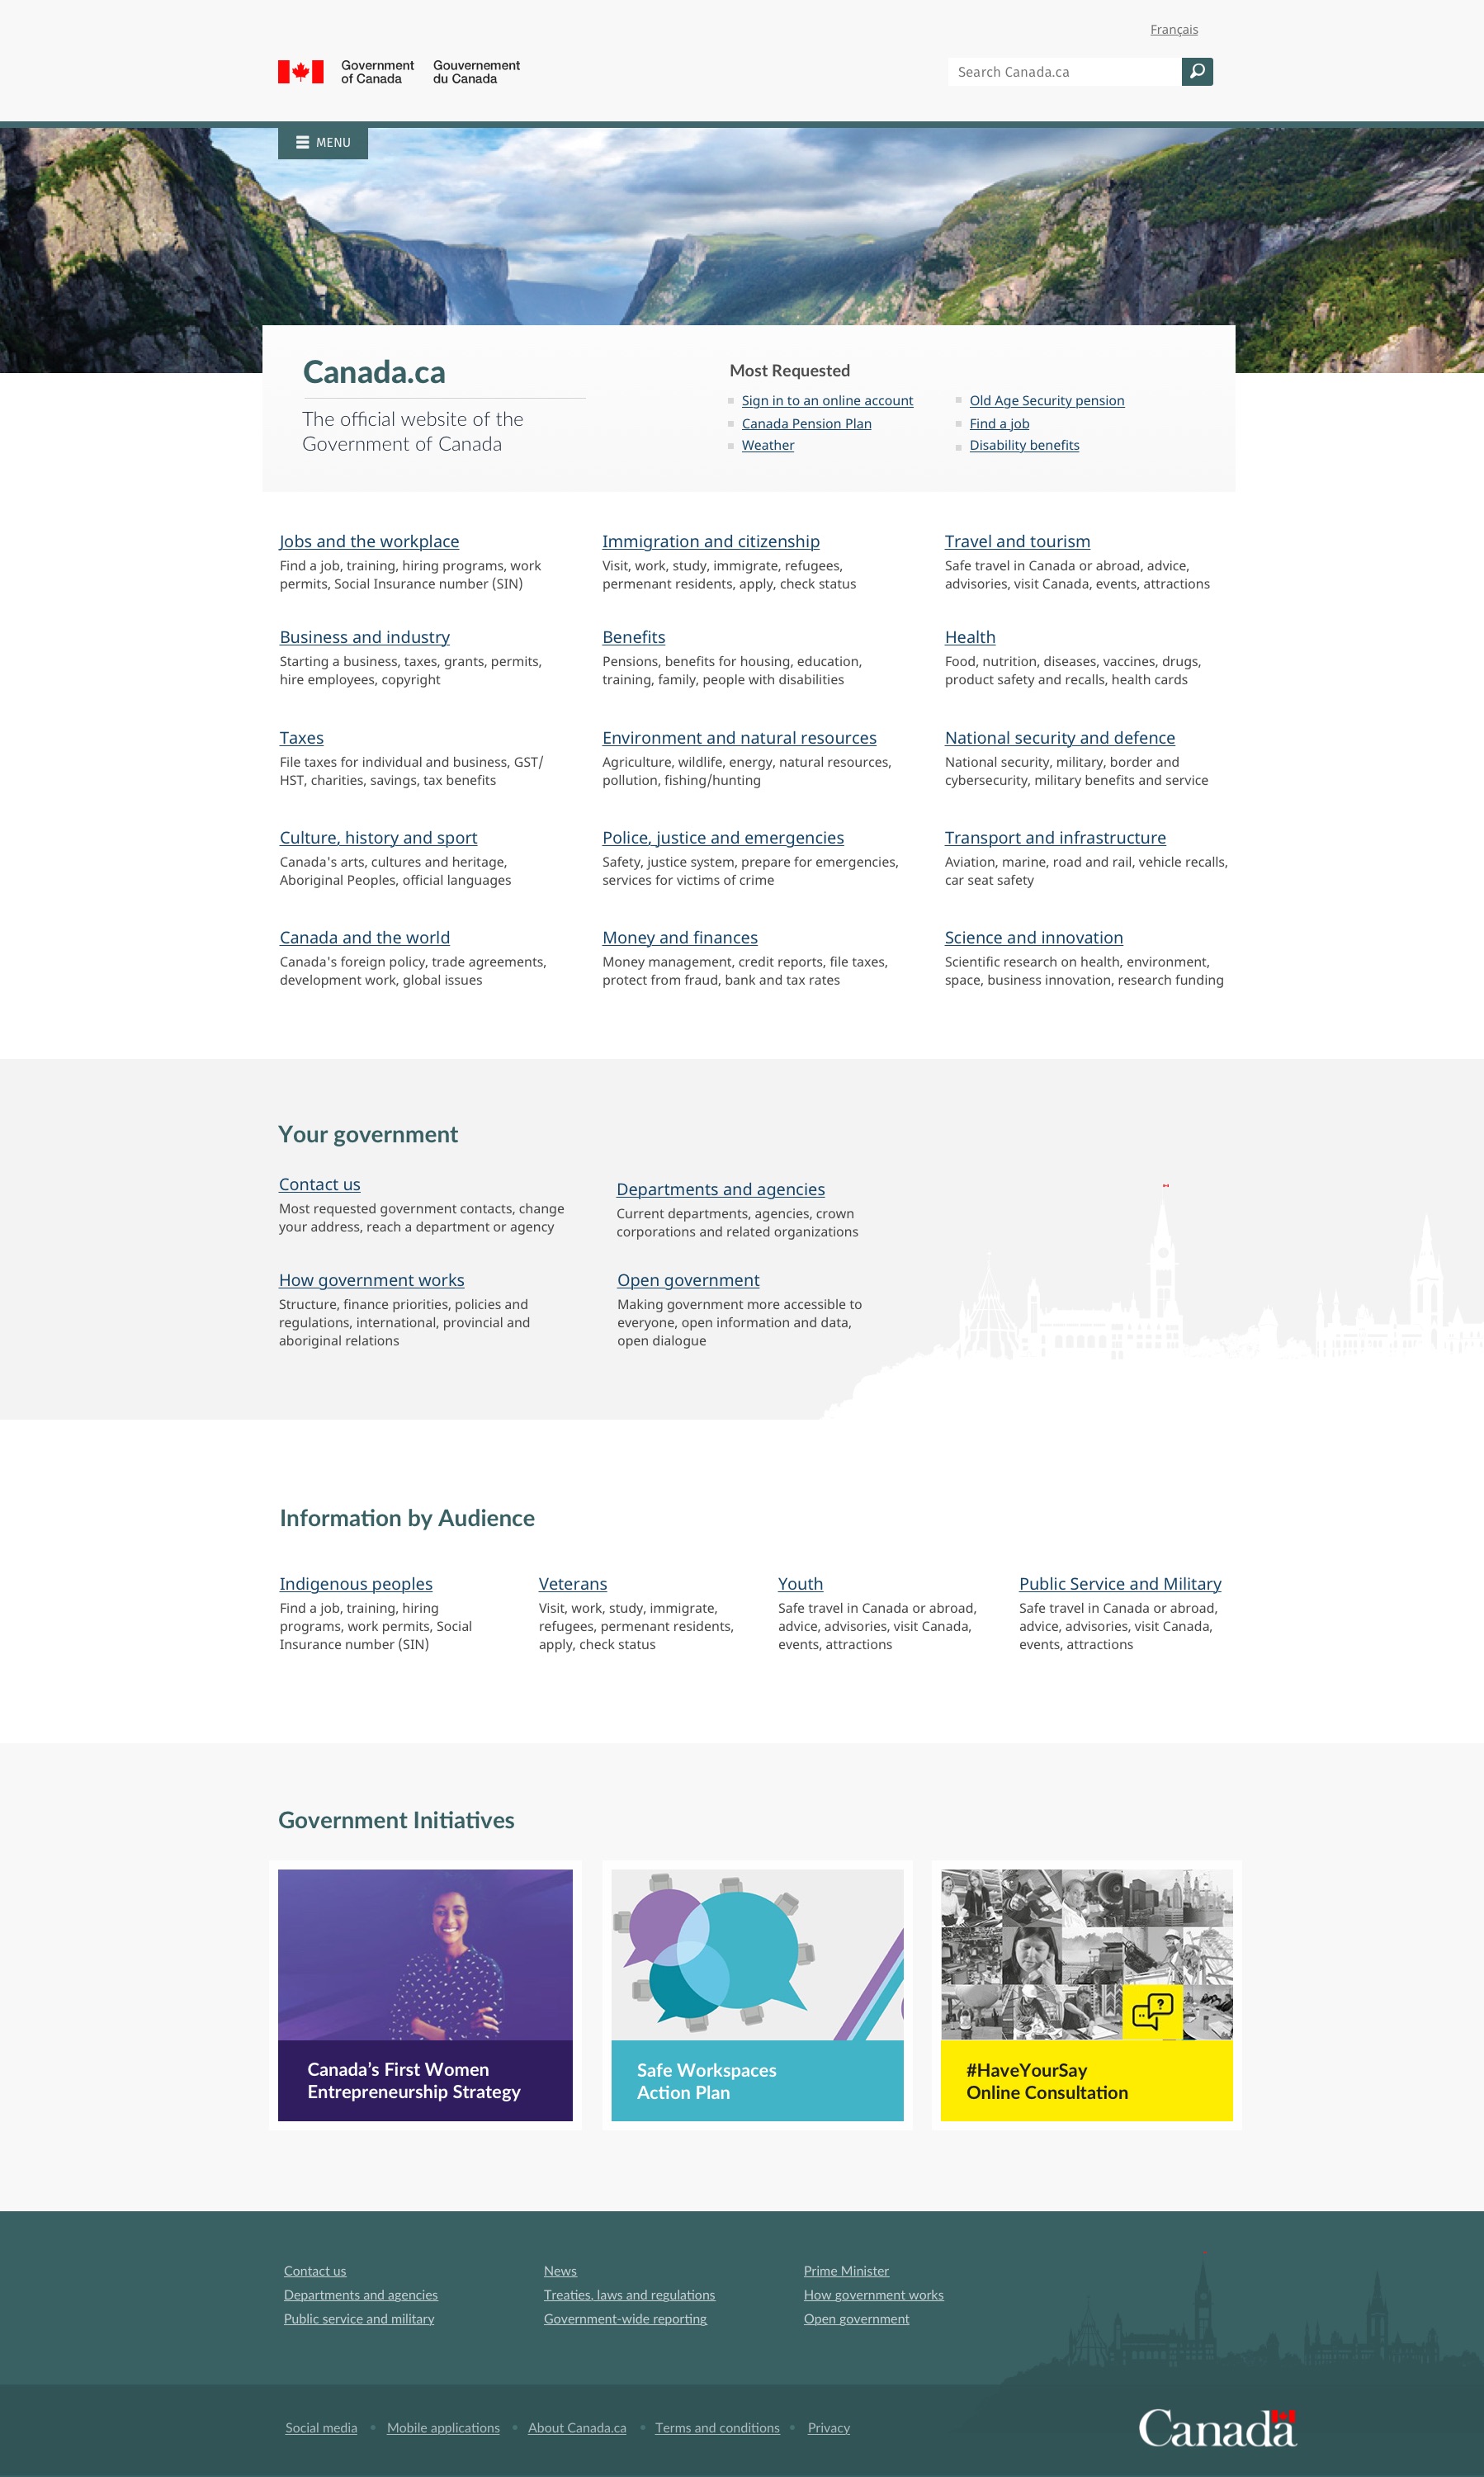 Français
Government
of Canada
Gouvernement
du Canada
Search Canada.ca
MENU
Canada.ca
The official website of the
Government of Canada
Most Requested
Sign in to an online account
Canada Pension Plan
Weather
Old Age Security pension
Find a job
Disability benefits
Jobs and the workplace
Find a job, training, hiring programs, work
permits, Social Insurance number (SIN)
Immigration and citizenship
Visit, work, study, immigrate, refugees,
permenant residents, apply, check status
Travel and tourism
Safe travel in Canada or abroad, advice,
advisories, visit Canada, events, attractions
Business and industry
Starting a business, taxes, grants, permits,
hire employees, copyright
Benefits
Pensions, benefits for housing, education,
training, family, people with disabilities
Health
Food, nutrition, diseases, vaccines, drugs,
product safety and recalls, health cards
Taxes
File taxes for individual and business, GST/
HST, charities, savings, tax benefits
Environment and natural resources
Agriculture, wildlife, energy, natural resources,
pollution, fishing/hunting
National security and defence
National security, military, border and
cybersecurity, military benefits and service
Culture, history and sport
Canada's arts, cultures and heritage,
Aboriginal Peoples, official languages
Police, justice and emergencies
Safety, justice system, prepare for emergencies,
services for victims of crime
Transport and infrastructure
Aviation, marine, road and rail, vehicle recalls,
car seat safety
Canada and the world
Canada's foreign policy, trade agreements,
development work, global issues
Money and finances
Money management, credit reports, file taxes,
protect from fraud, bank and tax rates
Science and innovation
Scientific research on health, environment,
space, business innovation, research funding
Your government
Contact us
Most requested government contacts, change
your address, reach a department or agency
Departments and agencies
Current departments, agencies, crown
corporations and related organizations
How government works
Structure, finance priorities, policies and
regulations, international, provincial and
aboriginal relations
Open government
Making government more accessible to
everyone, open information and data,
open dialogue
Information by Audience
Indigenous peoples
Find a job, training, hiring
programs, work permits, Social
Insurance number (SIN)
Veterans
Visit, work, study, immigrate,
refugees, permenant residents,
apply, check status
Youth
Safe travel in Canada or abroad,
advice, advisories, visit Canada,
events, attractions
Public Service and Military
Safe travel in Canada or abroad,
advice, advisories, visit Canada,
events, attractions
Government Initiatives
Canada’s First Women
Entrepreneurship Strategy
Safe Workspaces
Action Plan
?
#HaveYourSay
Online Consultation
Contact us
Departments and agencies
Public service and military
News
Treaties, laws and regulations
Government-wide reporting
Prime Minister
How government works
Open government
Social media • Mobile applications • About Canada.ca • Terms and conditions • Privacy
Canada